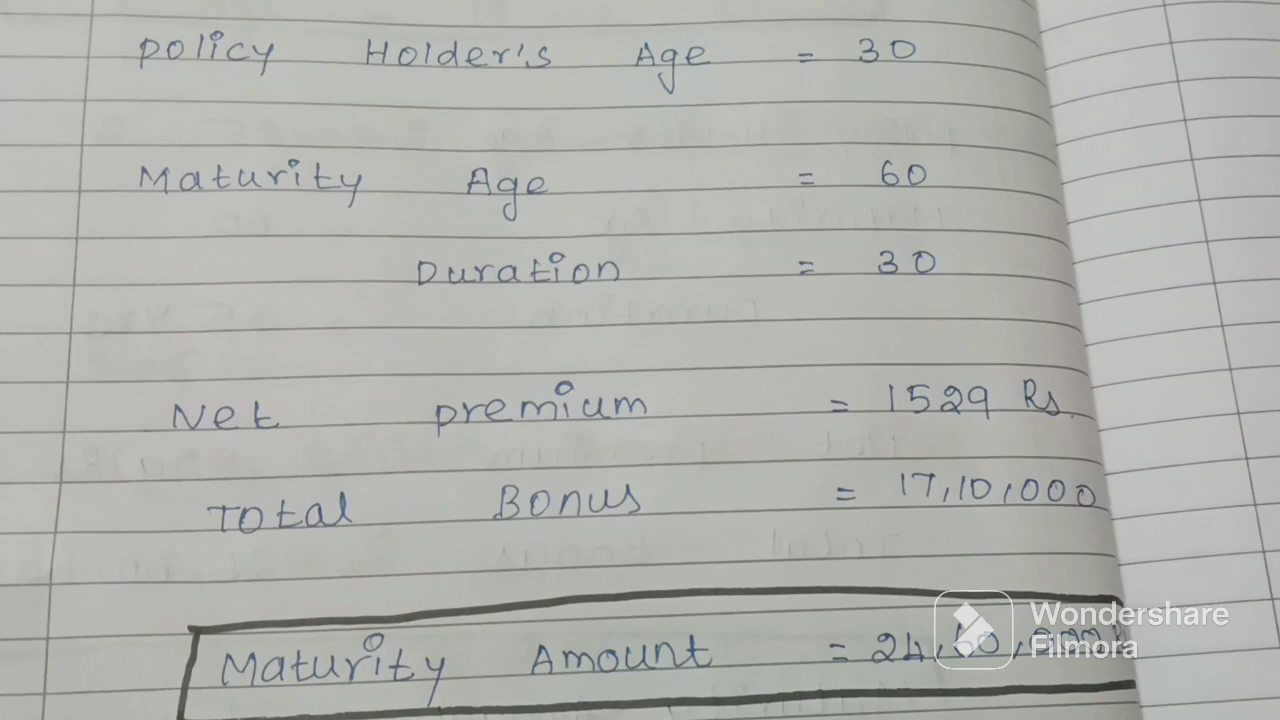 Policy Holder's Age = 30
Maturity Age = 60
Duration = 30
Net premium = 1529 Rs.
Total Bonus = 17,10,000
Maturity Amount =
Wondershare
Filmora